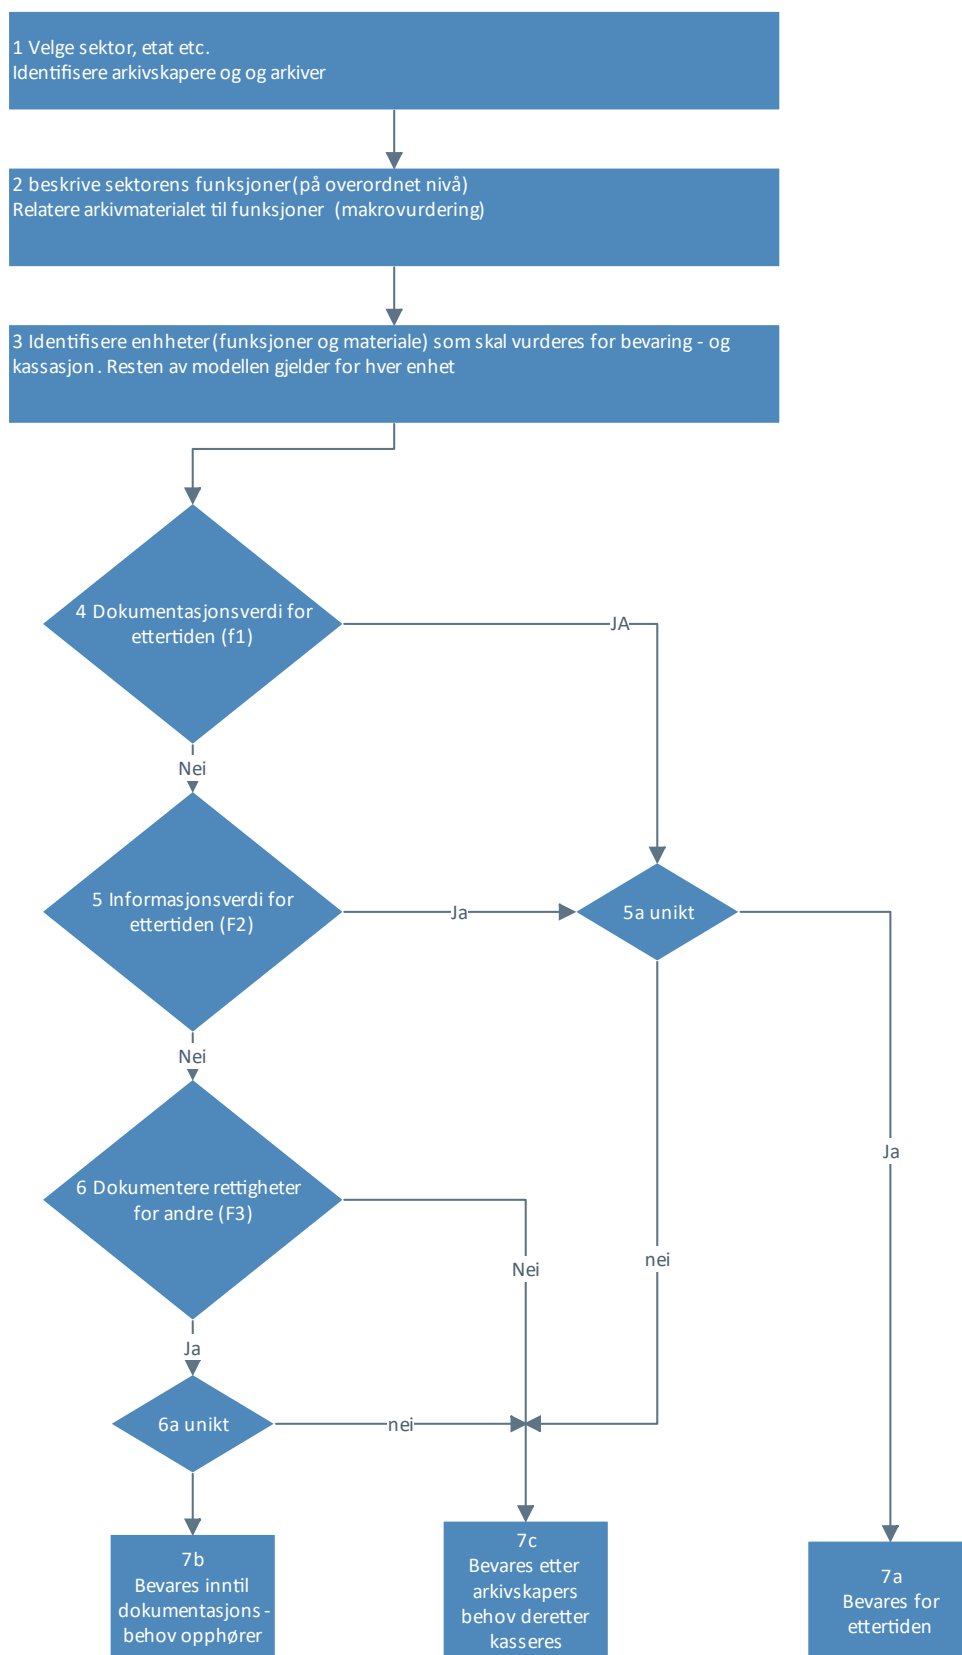 1 Velge sektor, etat etc.
Identifisere arkivskapere og og arkiver
2 beskrive sektorens funksjoner (på overordnet nivå)
Relatere arkivmaterialet til funksjoner (makrovurdering)
3 Identifisere enhheter (funksjoner og materiale) som skal vurderes for bevaring - og
kassasjon . Resten av modellen gjelder for hver enhet
4 Dokumentasjonsverdi for
ettertiden (f1)
JA
Nei
5 Informasjonsverdi for
ettertiden (F2)
Ja
5a unikt
Nei
Ja
6 Dokumentere rettigheter
for andre (F3)
Nei
nei
Ja
6a unikt
nei
7b
Bevares inntil
dokumentasjons -
behov opphører
7c
Bevares etter
arkivskapers
behov deretter
kasseres
7a
Bevares for
ettertiden